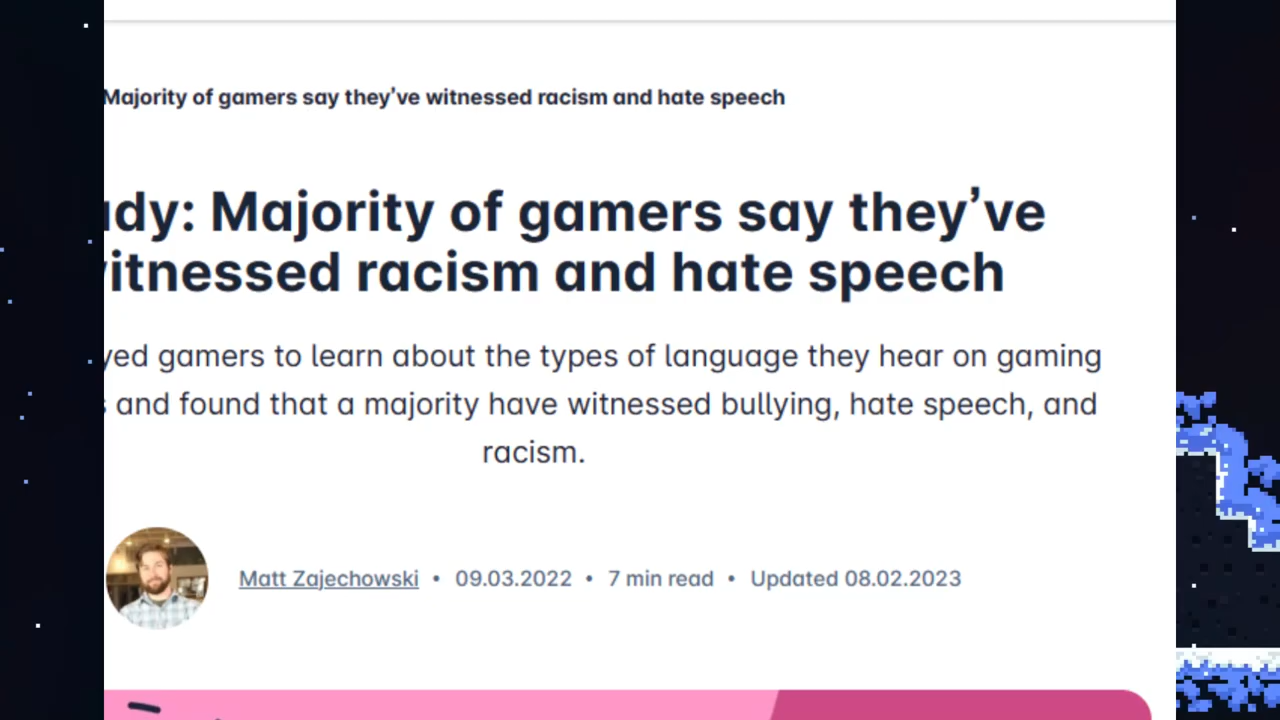 Majority of gamers say they've witnessed racism and hate speech
dy: Majority of gamers say they've
itnessed racism and hate speech
yed gamers to learn about the types of language they hear on gaming
and found that a majority have witnessed bullying, hate speech, and
racism.
Matt Zajechowski • 09.03.2022 • 7 min read • Updated 08.02.2023